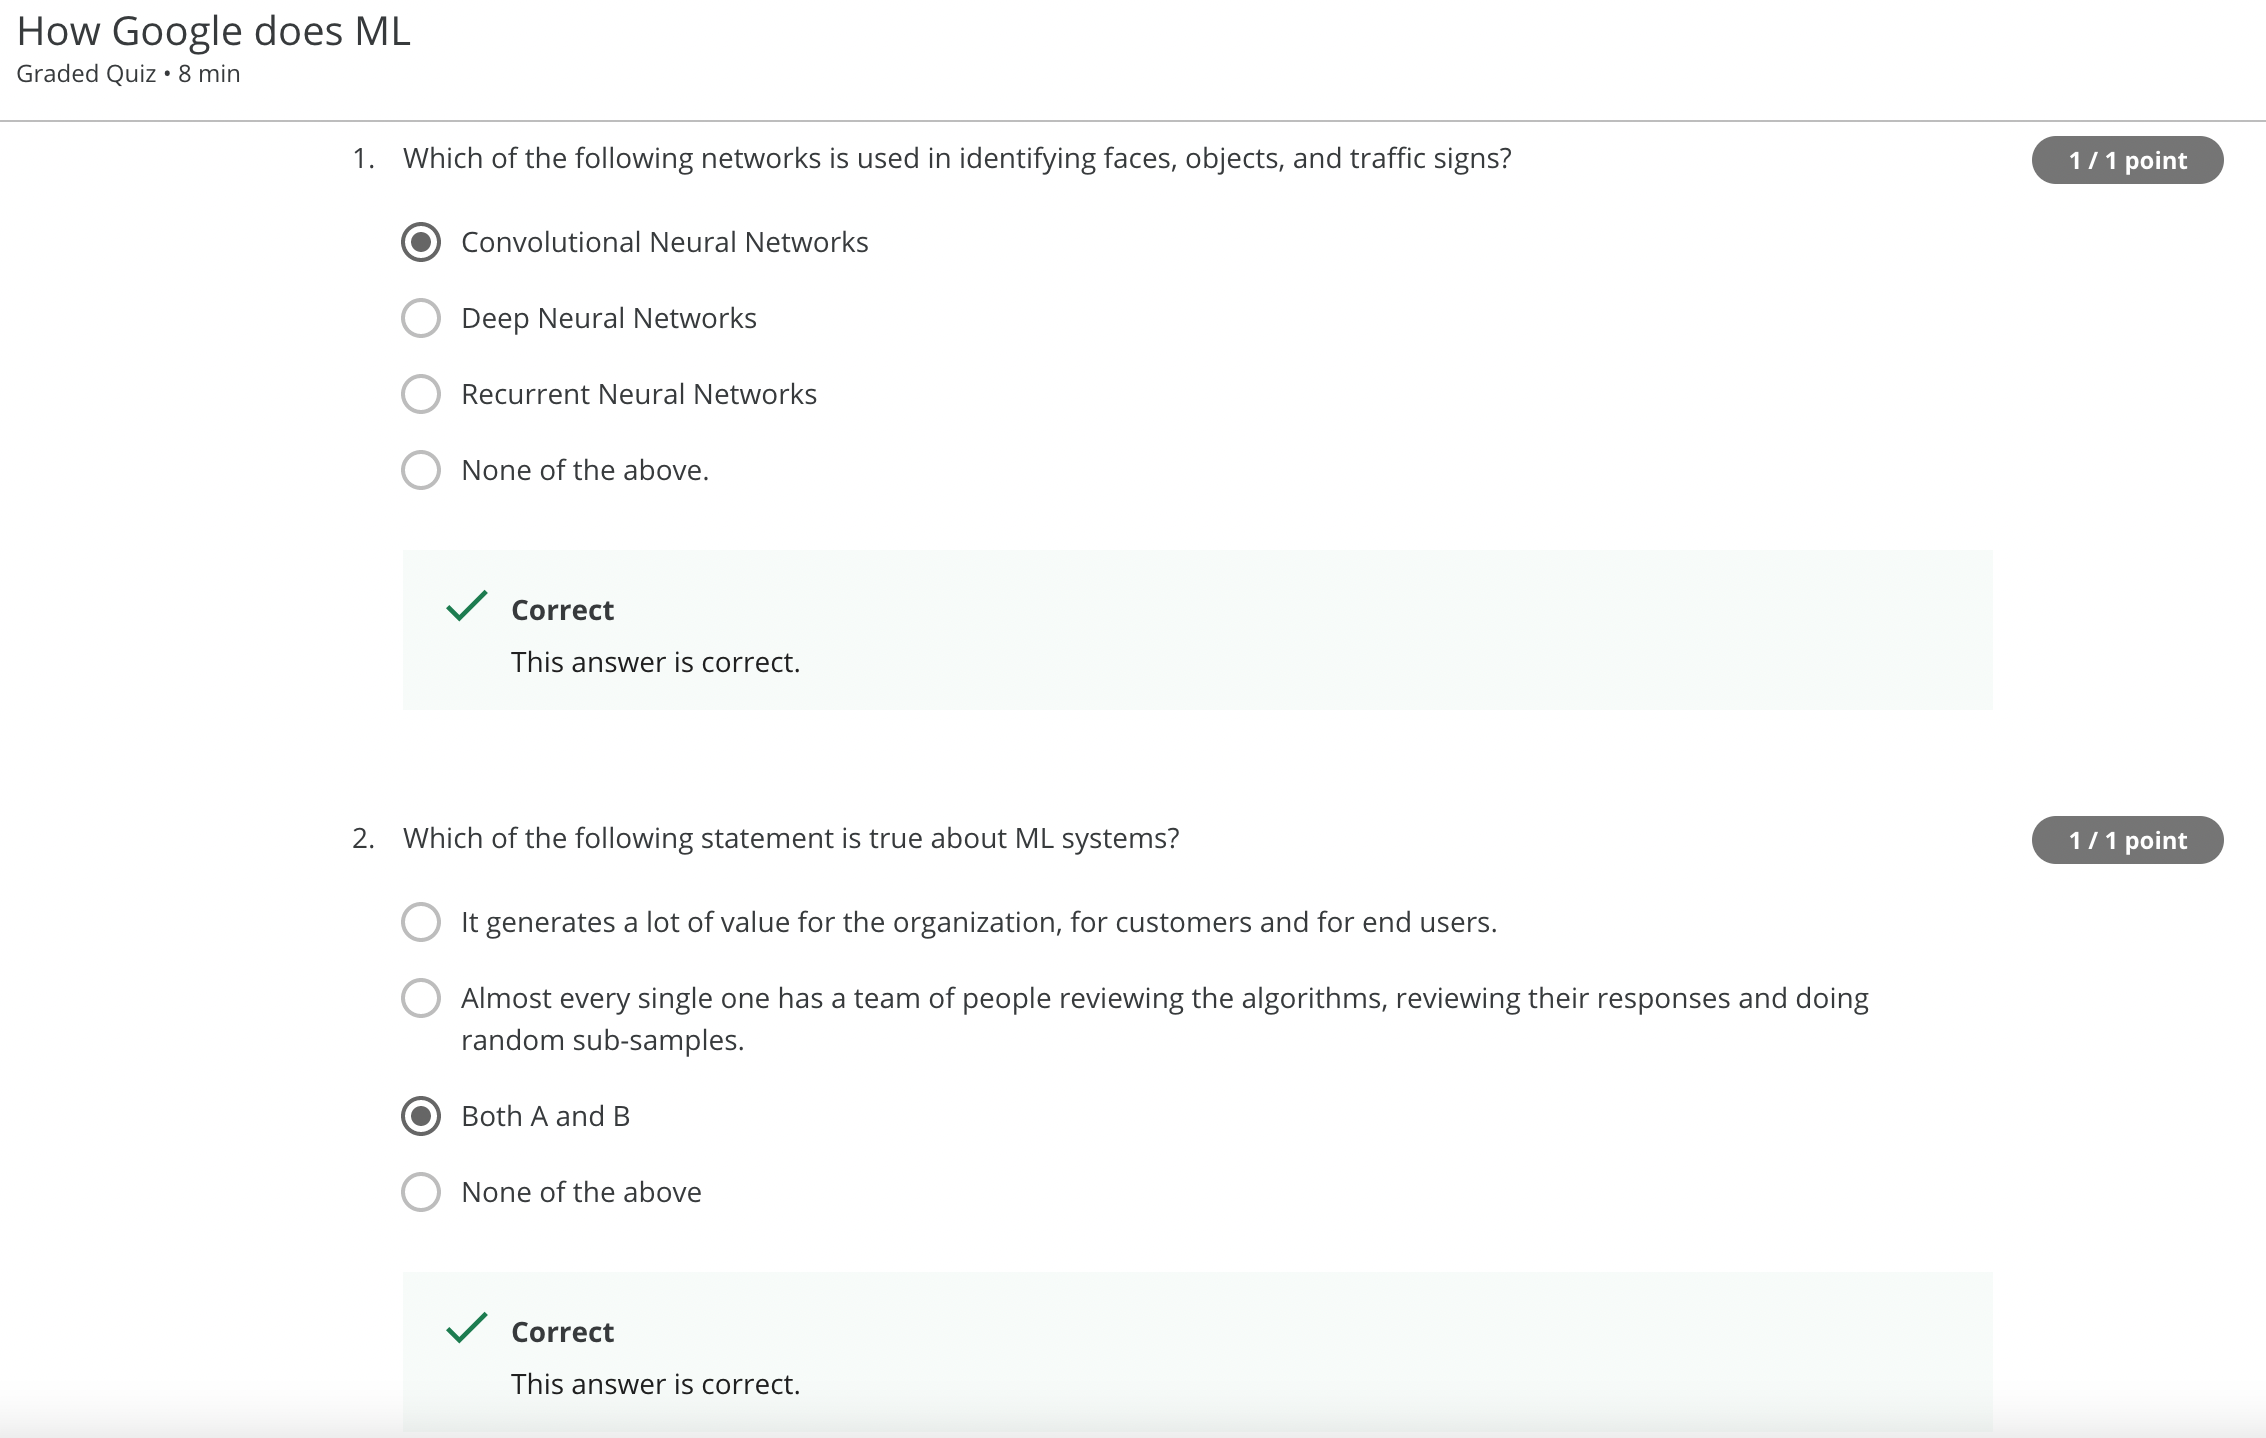 How Google does ML
Graded Quiz • 8 min
1. Which of the following networks is used in identifying faces, objects, and traffic signs?
1 / 1 point
Convolutional Neural Networks
Deep Neural Networks
Recurrent Neural Networks
None of the above.
Correct
This answer is correct.
2. Which of the following statement is true about ML systems?
1 / 1 point
It generates a lot of value for the organization, for customers and for end users.
Almost every single one has a team of people reviewing the algorithms, reviewing their responses and doing
random sub-samples.
Both A and B
None of the above
Correct
This answer is correct.